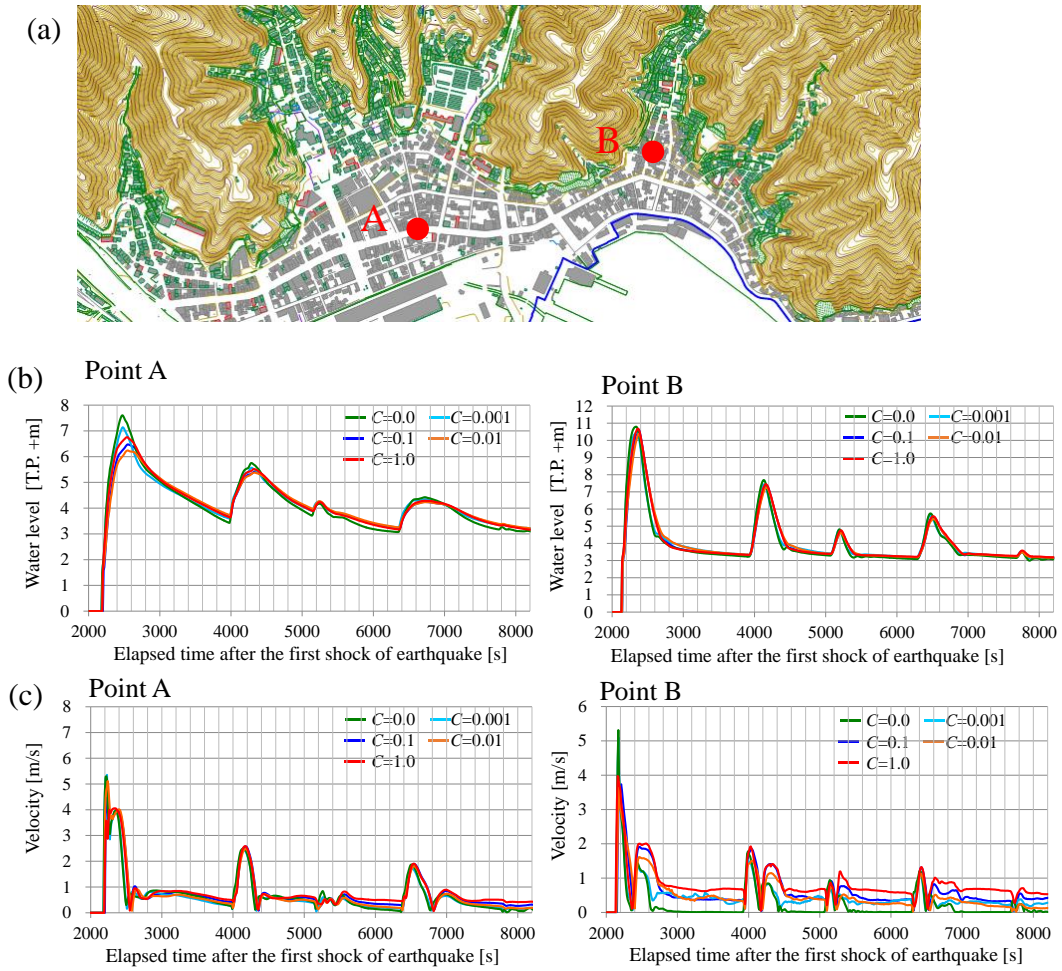 (a)
B
A
(b)
Point A
Point B
8
7
6
5
4
3
2
1
0
Water level [T.P. +m]
C=0.0
C=0.001
C=0.1
C=0.01
C=1.0
2000 3000 4000 5000 6000 7000 8000
Elapsed time after the first shock of earthquake [s]
12
11
10
9
8
7
6
5
4
3
2
1
0
Water level [T.P. +m]
C=0.0
C=0.001
C=0.1
C=0.01
C=1.0
2000 3000 4000 5000 6000 7000 8000
Elapsed time after the first shock of earthquake [s]
(c)
Point A
Point B
8
7
6
5
4
3
2
1
0
Velocity [m/s]
C=0.0
C=0.001
C=0.1
C=0.01
C=1.0
2000 3000 4000 5000 6000 7000 8000
Elapsed time after the first shock of earthquake [s]
6
5
4
3
2
1
0
Velocity [m/s]
C=0.0
C=0.001
C=0.1
C=0.01
C=1.0
2000 3000 4000 5000 6000 7000 8000
Elapsed time after the first shock of earthquake [s]